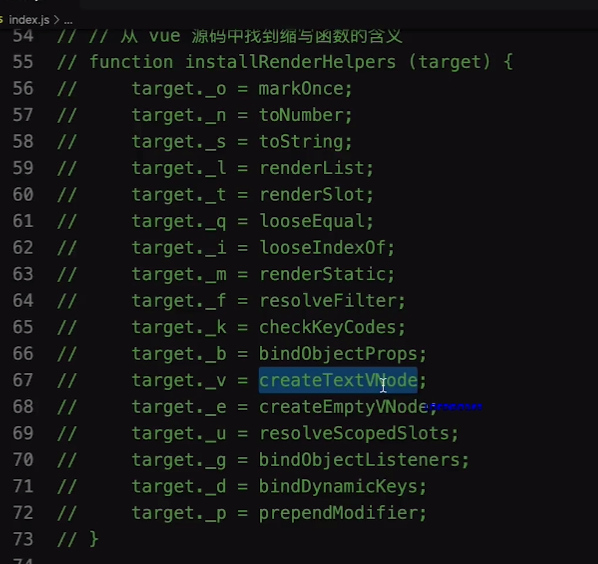 index.js > ...
54 // // 从 vue 源码中找到缩写函数的含义
55 // function installRenderHelpers (target) {
56 //     target._o = markOnce;
57 //     target._n = toNumber;
58 //     target._s = toString;
59 //     target._l = renderList;
60 //     target._t = renderSlot;
61 //     target._q = looseEqual;
62 //     target._i = looseIndexOf;
63 //     target._m = renderStatic;
64 //     target._f = resolveFilter;
65 //     target._k = checkKeyCodes;
66 //     target._b = bindObjectProps;
67 //     target._v = createTextVNode;
68 //     target._e = createEmptyVNode;
69 //     target._u = resolveScopedSlots;
70 //     target._g = bindObjectListeners;
71 //     target._d = bindDynamicKeys;
72 //     target._p = prependModifier;
73 // }
74